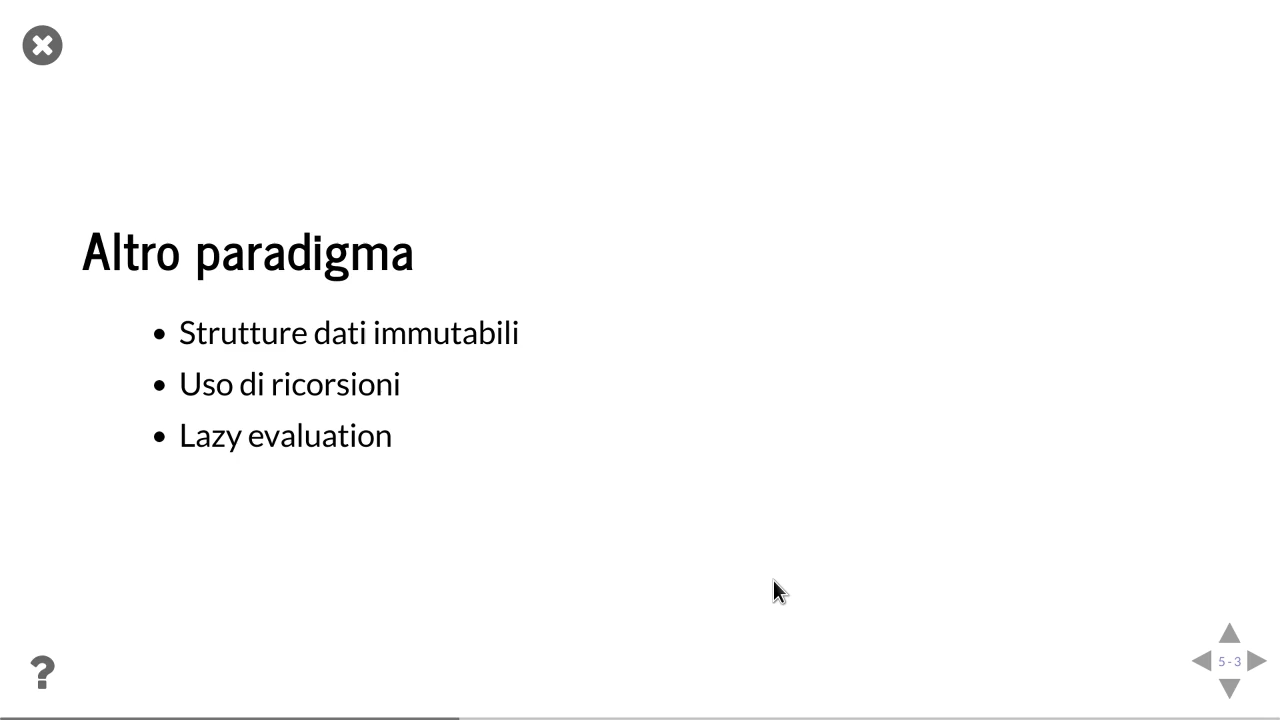 Altro paradigma
Strutture dati immutabili
Uso di ricorsioni
Lazy evaluation
?
5 - 3